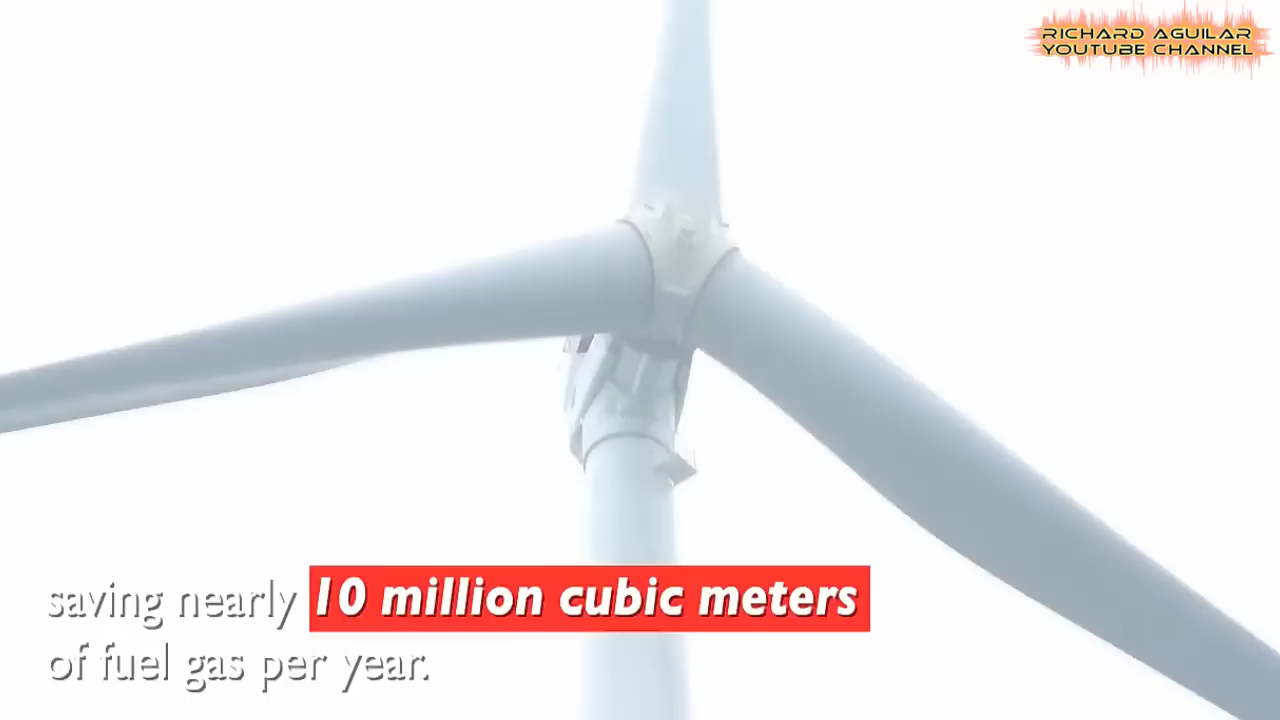 RICHARD AGUILAR
YOUTUBE CHANNEL
saving nearly 10 million cubic meters
of fuel gas per year.